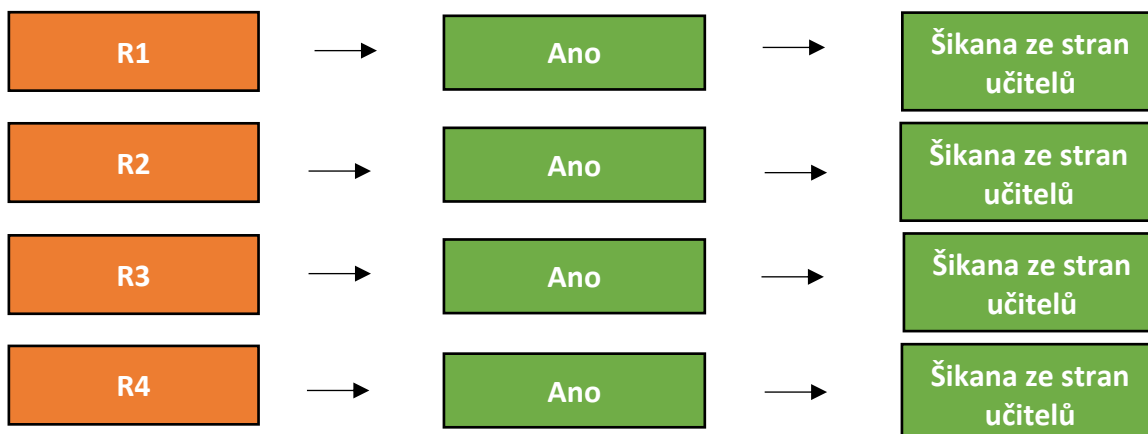 R1
Ano
Šikana ze stran
učitelů
R2
Ano
Šikana ze stran
učitelů
R3
Ano
Šikana ze stran
učitelů
R4
Ano
Šikana ze stran
učitelů